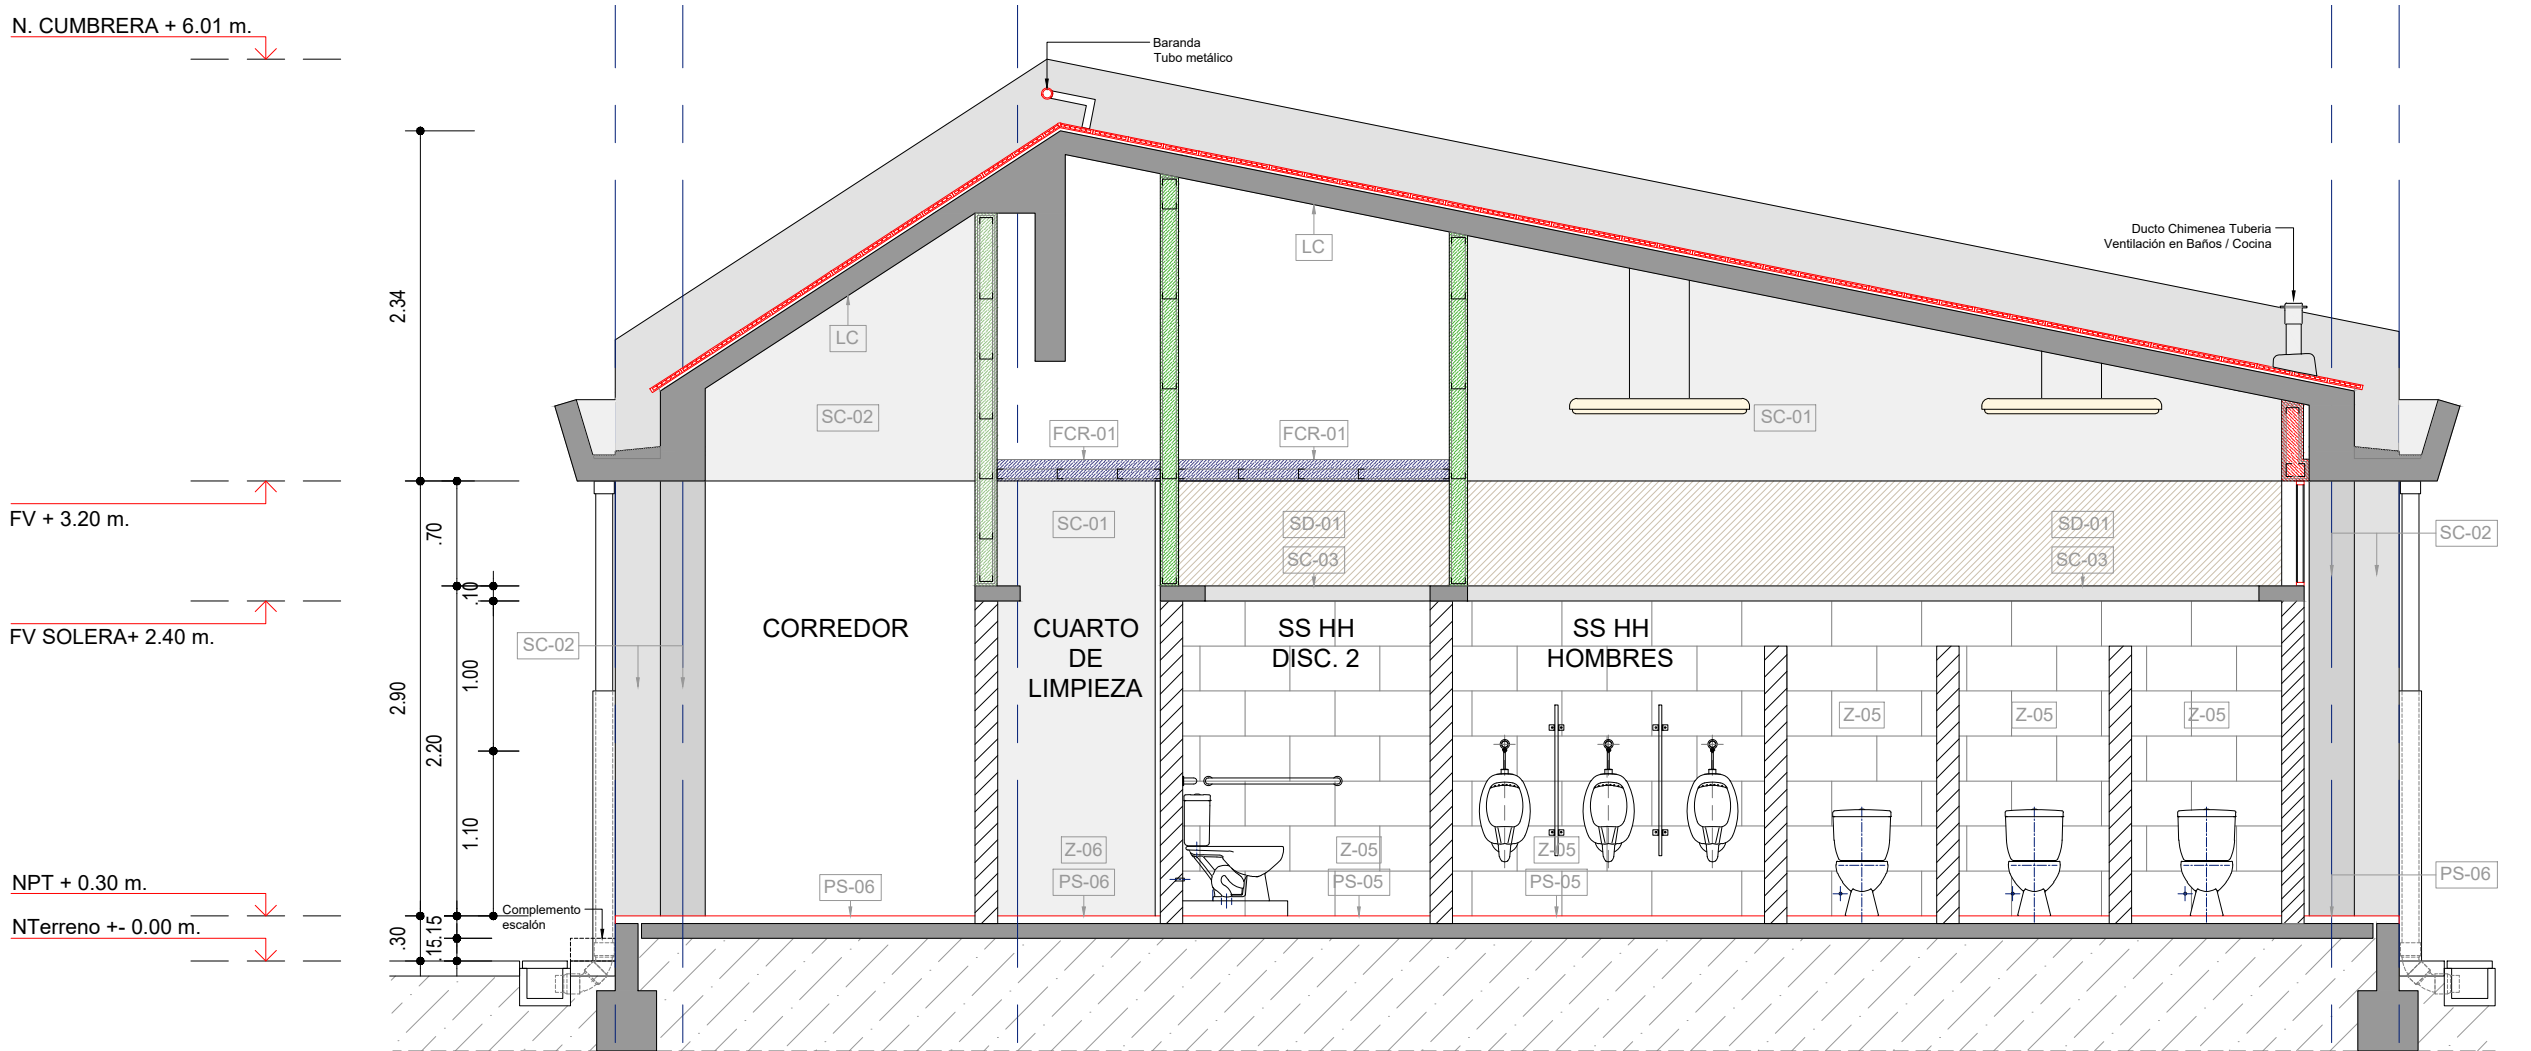 N. CUMBRERA + 6.01 m.
Baranda
Tubo metálico
Ducto Chimenea Tuberia
Ventilación en Baños / Cocina
LC
LC
2.34
SC-02
SC-01
FCR-01
FCR-01
FV + 3.20 m.
.70
SC-01
SD-01
SD-01
SC-02
SC-03
SC-03
.10
FV SOLERA+ 2.40 m.
SC-02
CORREDOR
CUARTO
DE
LIMPIEZA
SS HH
DISC. 2
SS HH
HOMBRES
2.90
1.00
2.20
1.10
Z-05
Z-05
Z-05
Z-06
Z-05
Z-05
PS-06
PS-06
PS-05
PS-05
PS-06
NPT + 0.30 m.
NTerreno +- 0.00 m.
Complemento
escalón
.30
.15
.15